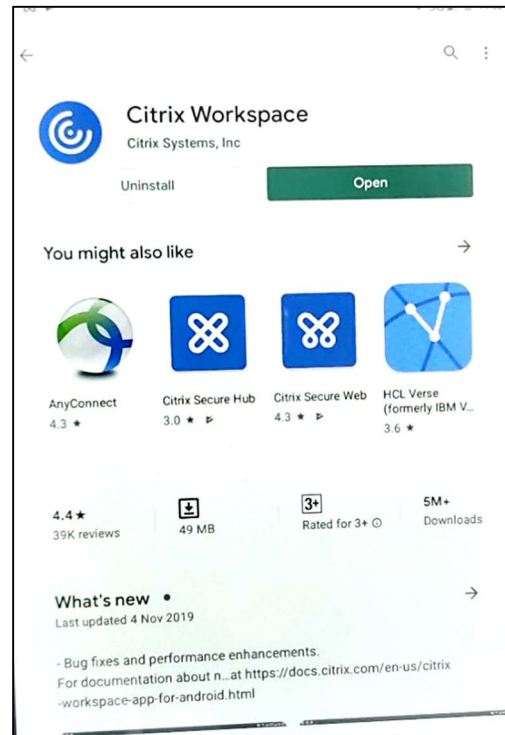 Citrix Workspace
Citrix Systems, Inc
Uninstall
Open
You might also like
AnyConnect
4.3 ★
Citrix Secure Hub
3.0 ★
Citrix Secure Web
4.3 ★
HCL Verse
(formerly IBM V...
3.6 ★
4.4★
39K reviews
49 MB
3+
Rated for 3+
5M+
Downloads
What's new
Last updated 4 Nov 2019
- Bug fixes and performance enhancements.
For documentation about n...at https://docs.citrix.com/en-us/citrix
-workspace-app-for-android.html